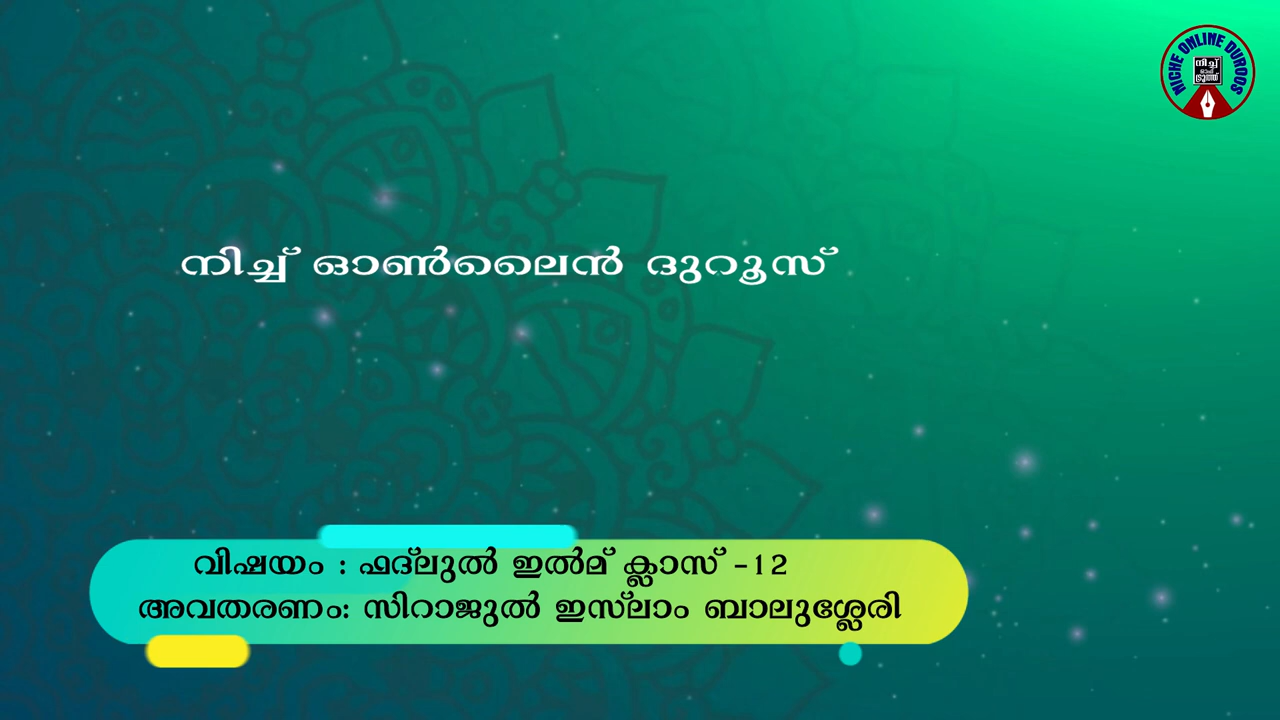 NICHE ONLINE DUROOS
നിച്ച്
നിച്ച് ഓൺലൈൻ ദുറൂസ്
വിഷയം : ഫദ്ലുൽ ഇൽമ് ക്ലാസ് -12
അവതരണം: സിറാജുൽ ഇസ്ലാം ബാലുശ്ശേരി